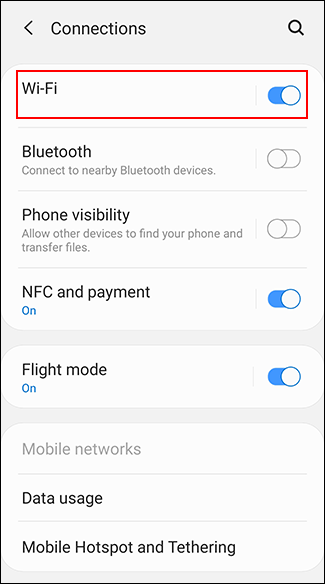 Connections
Wi-Fi
Bluetooth
Connect to nearby Bluetooth devices.
Phone visibility
Allow other devices to find your phone and
transfer files.
NFC and payment
On
Flight mode
On
Mobile networks
Data usage
Mobile Hotspot and Tethering